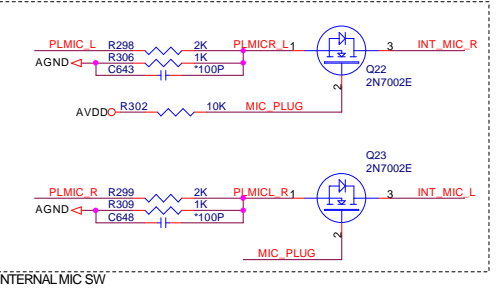 PLMIC_L R298 2K PLMICR_L 1 3 INT_MIC_R
AGND R306 1K
C643 *100P
Q22
2N7002E
2
AVDD R302 10K MIC_PLUG
Q23
2N7002E
PLMIC_R R299 2K PLMICL_R 1 3 INT_MIC_L
AGND R309 1K
C648 *100P
2
MIC_PLUG
INTERNAL MIC SW